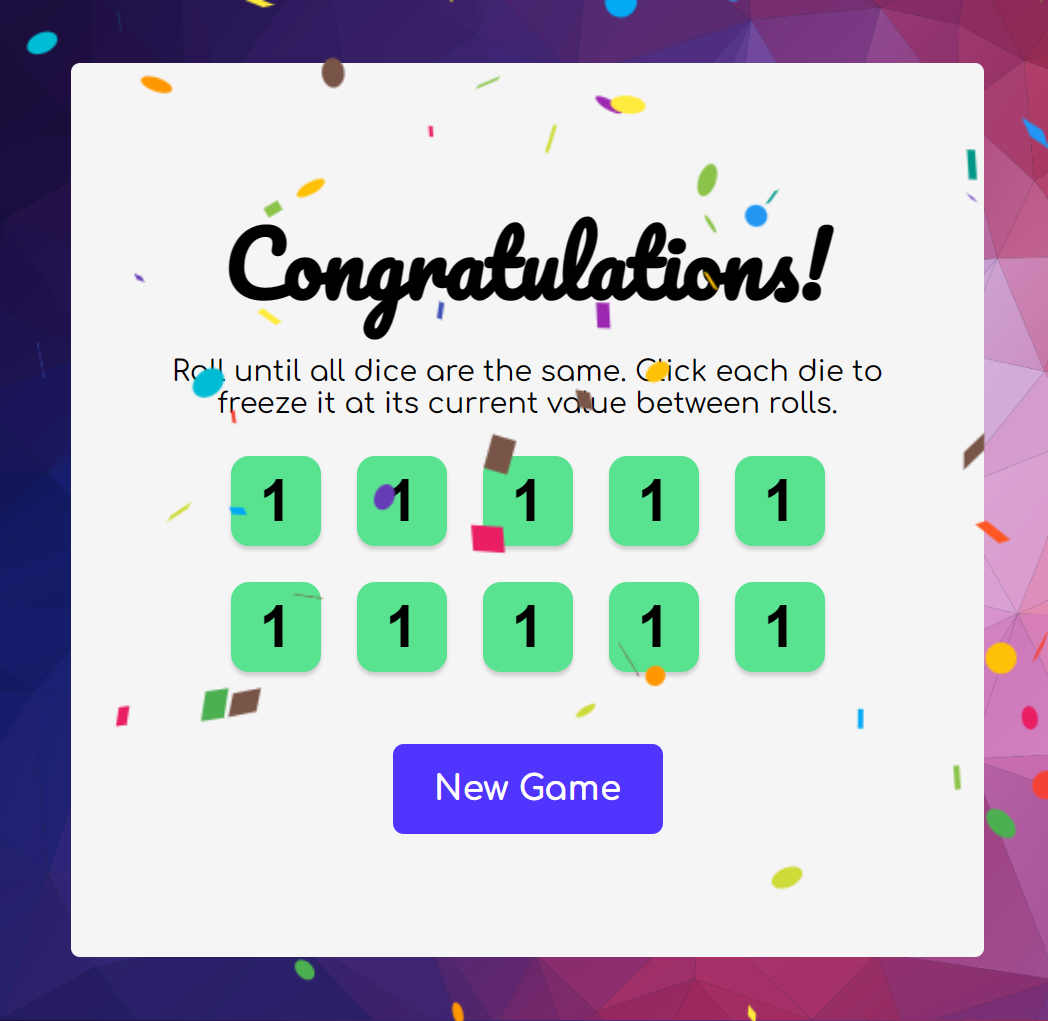 Congratulations!
Roll until all dice are the same. Click each die to
freeze it at its current value between rolls.
1 1 1 1 1
1 1 1 1 1
New Game